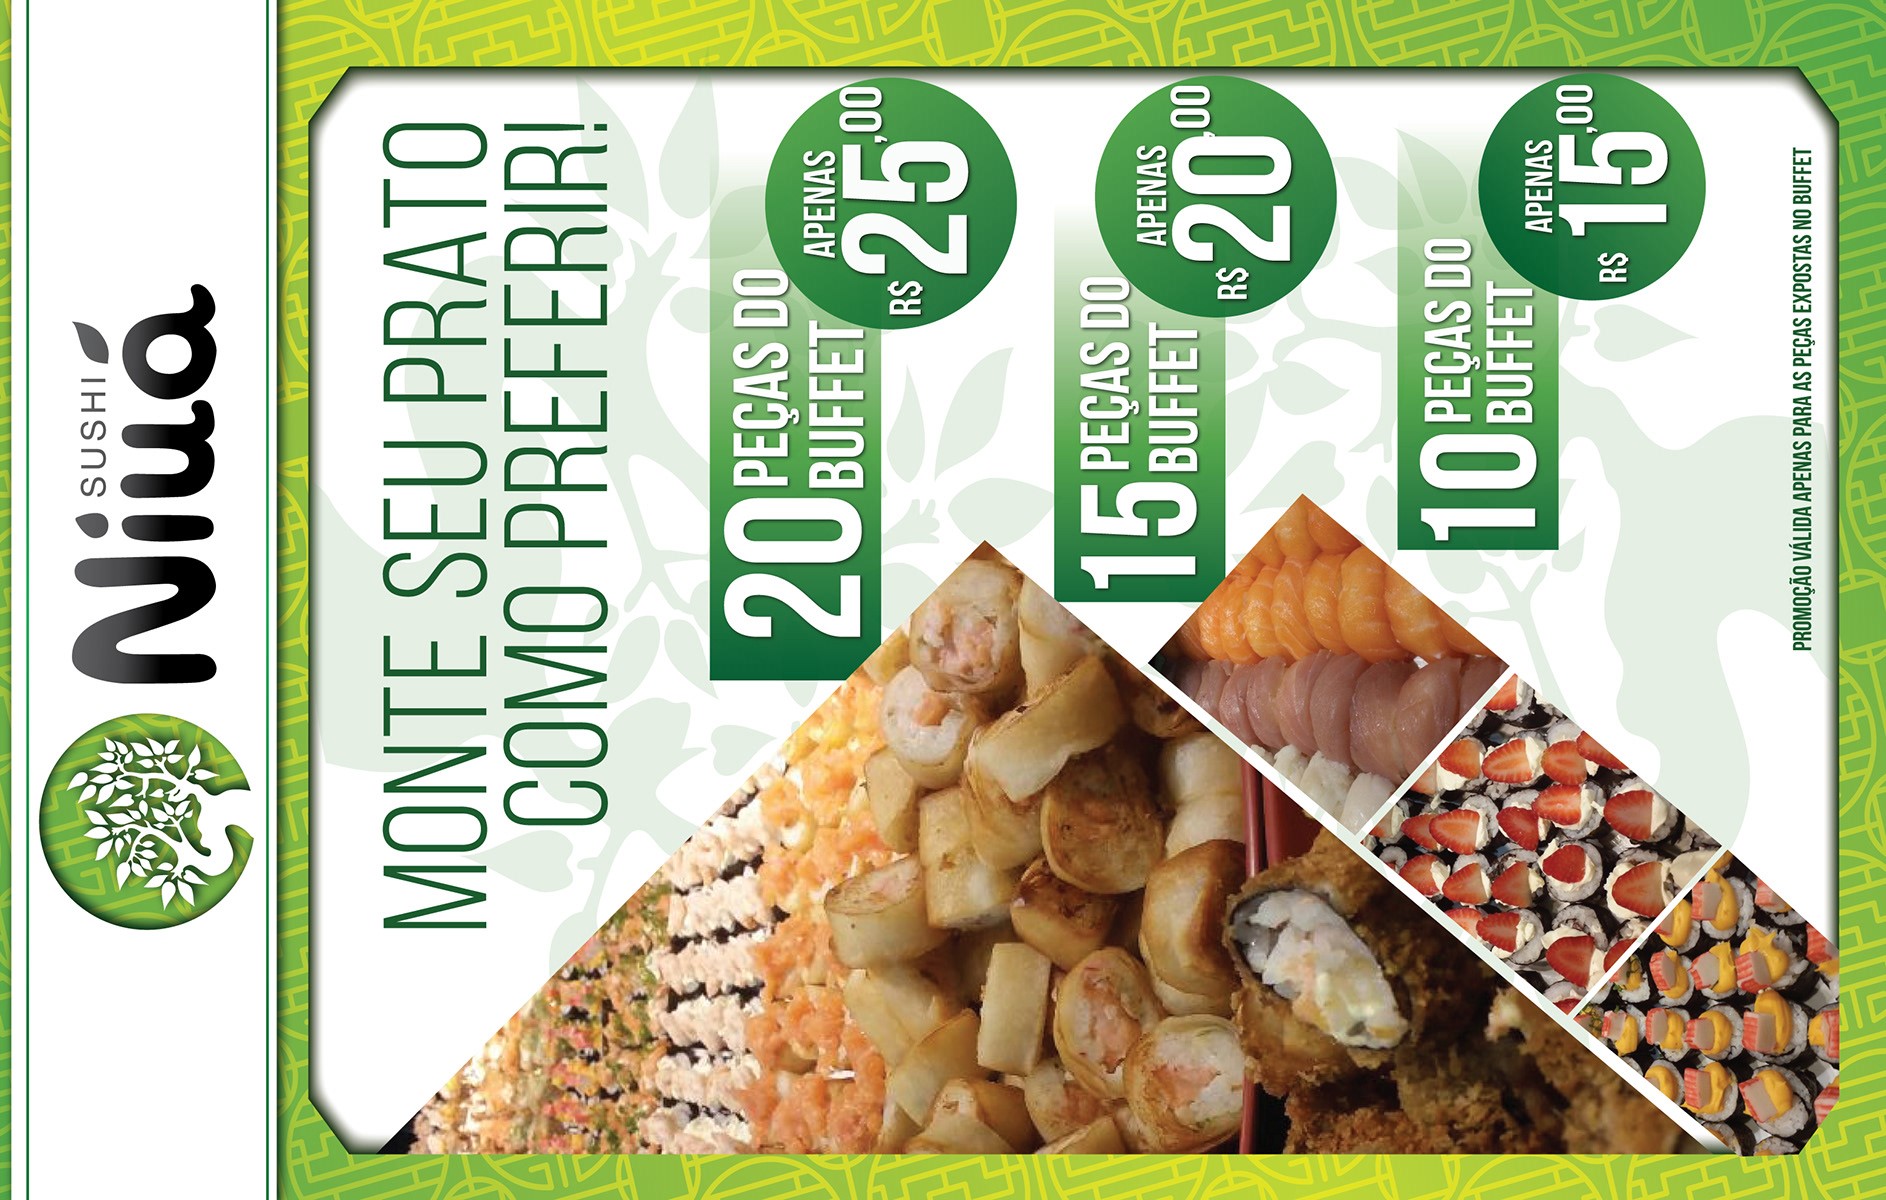 SUSHI
Niwa
MONTE SEU PRATO
COMO PREFERIR!
20 PEÇAS DO
BUFFET
APENAS
R$ 25,00
15 PEÇAS DO
BUFFET
APENAS
R$ 20,00
10 PEÇAS DO
BUFFET
APENAS
R$ 15,00
PROMOÇÃO VÁLIDA APENAS PARA AS PEÇAS EXPOSTAS NO BUFFET